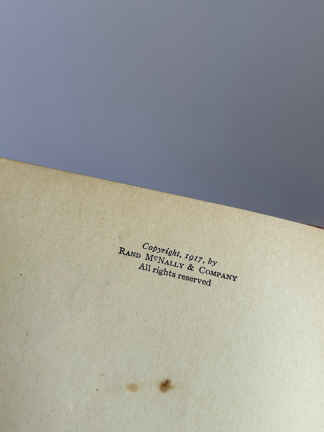 Copyright, 1917, by
RAND MCNALLY & COMPANY
All rights reserved